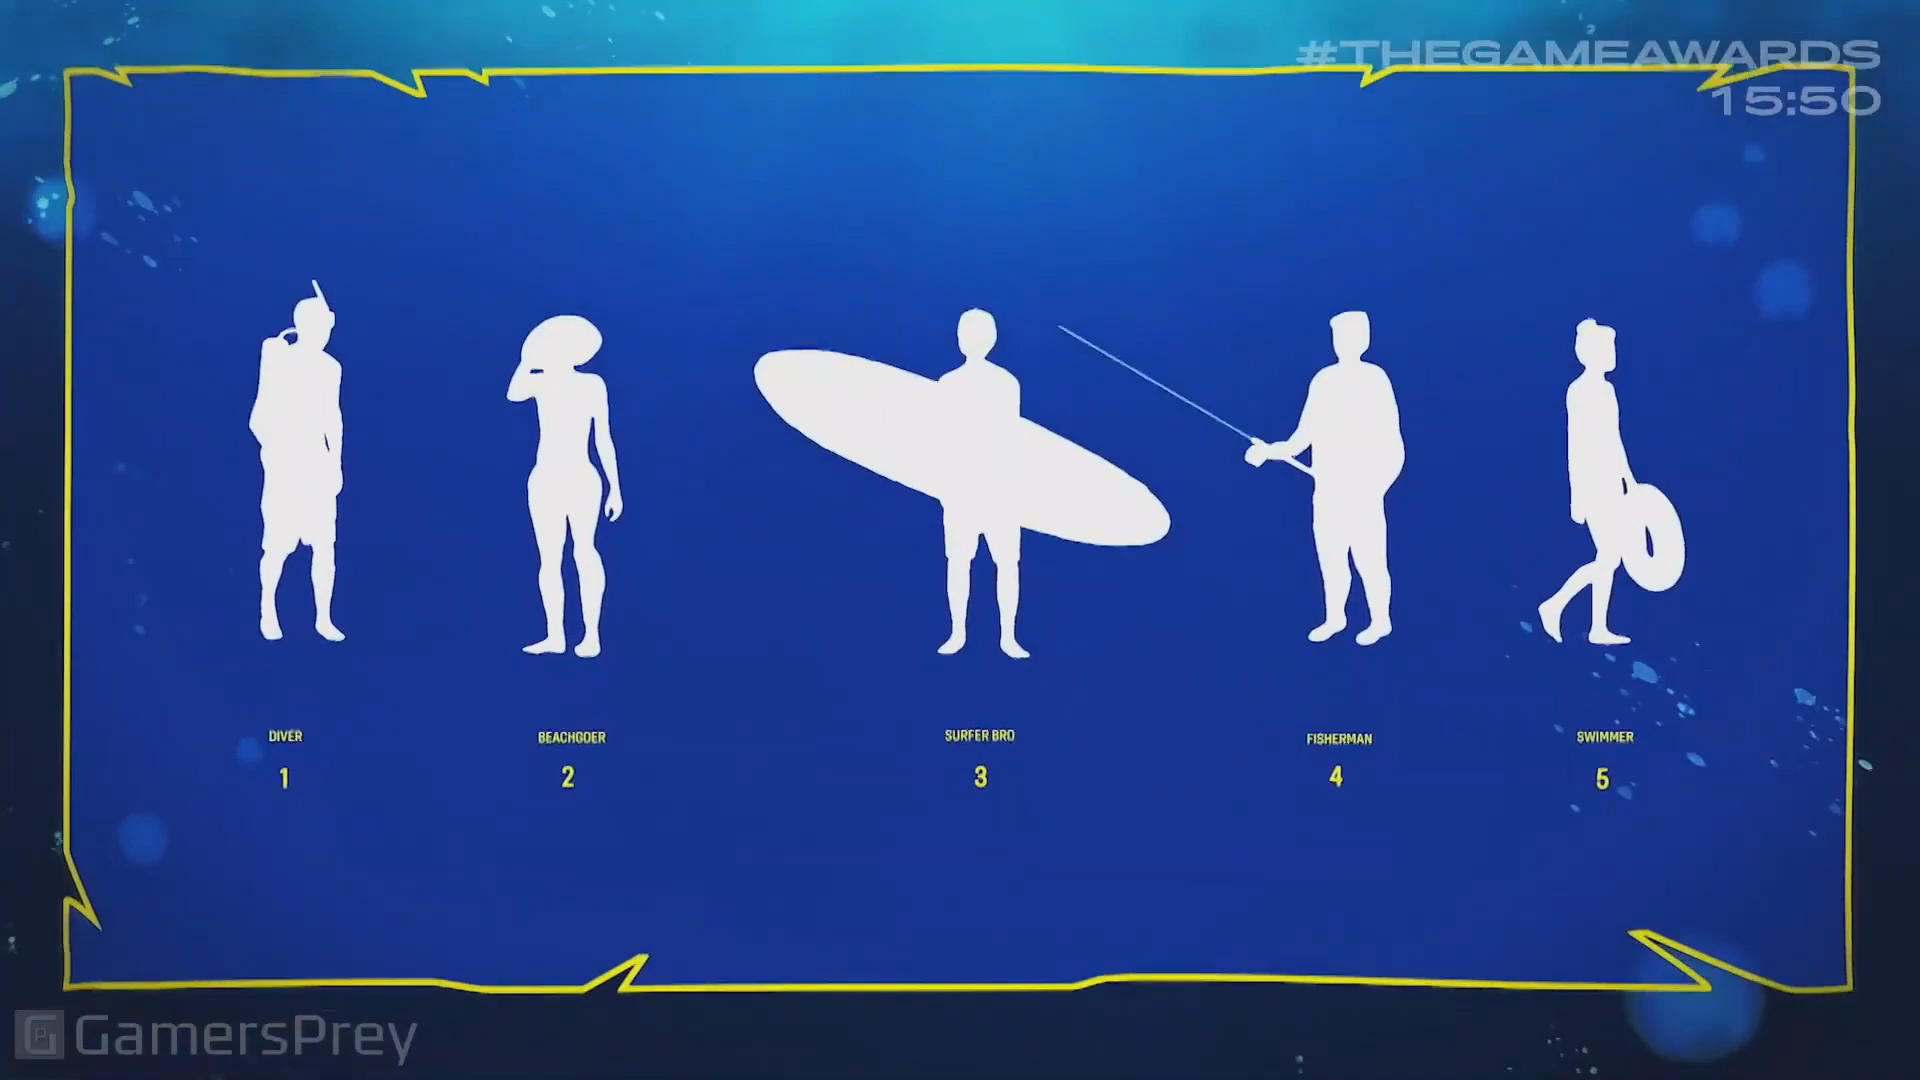 #THEGAMEAWARDS
15:50
DIVER
BEACHGOER
SURFER BRO
FISHERMAN
SWIMMER
1
2
3
4
5
GamersPrey